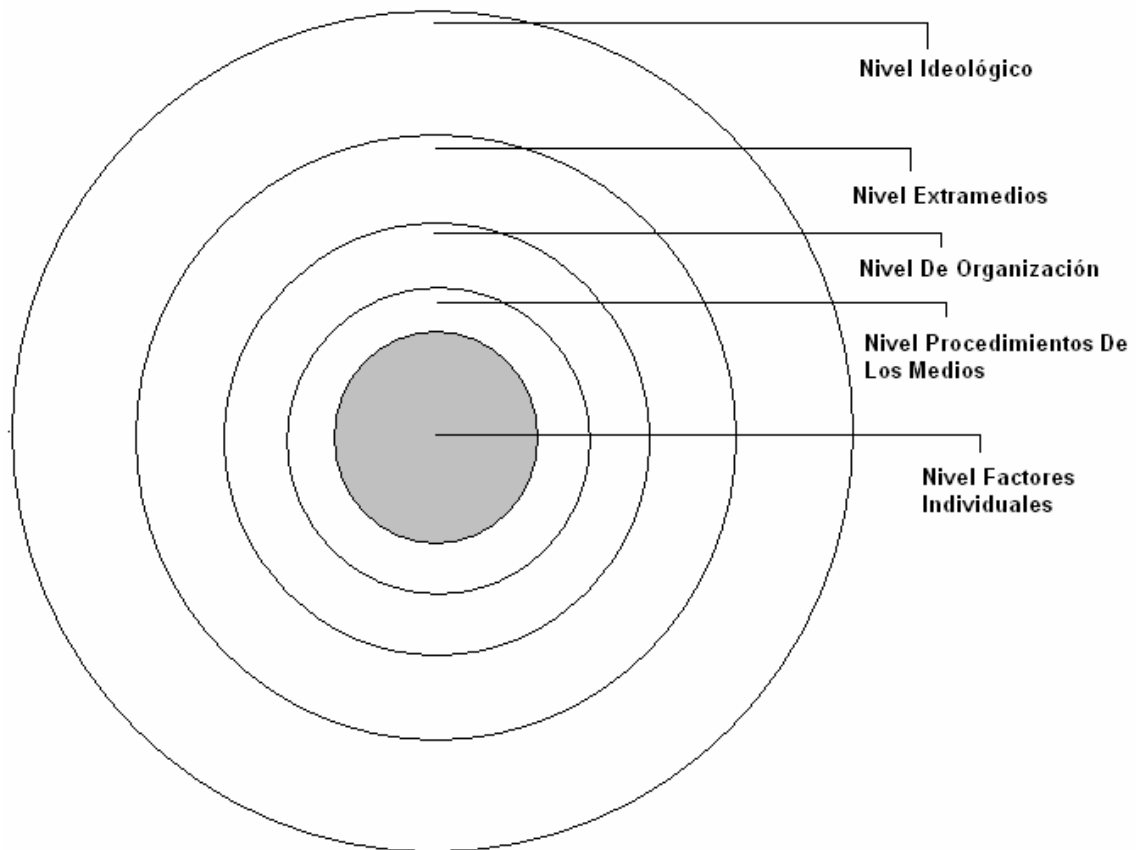 Nivel Ideológico
Nivel Extramedios
Nivel De Organización
Nivel Procedimientos De
Los Medios
Nivel Factores
Individuales